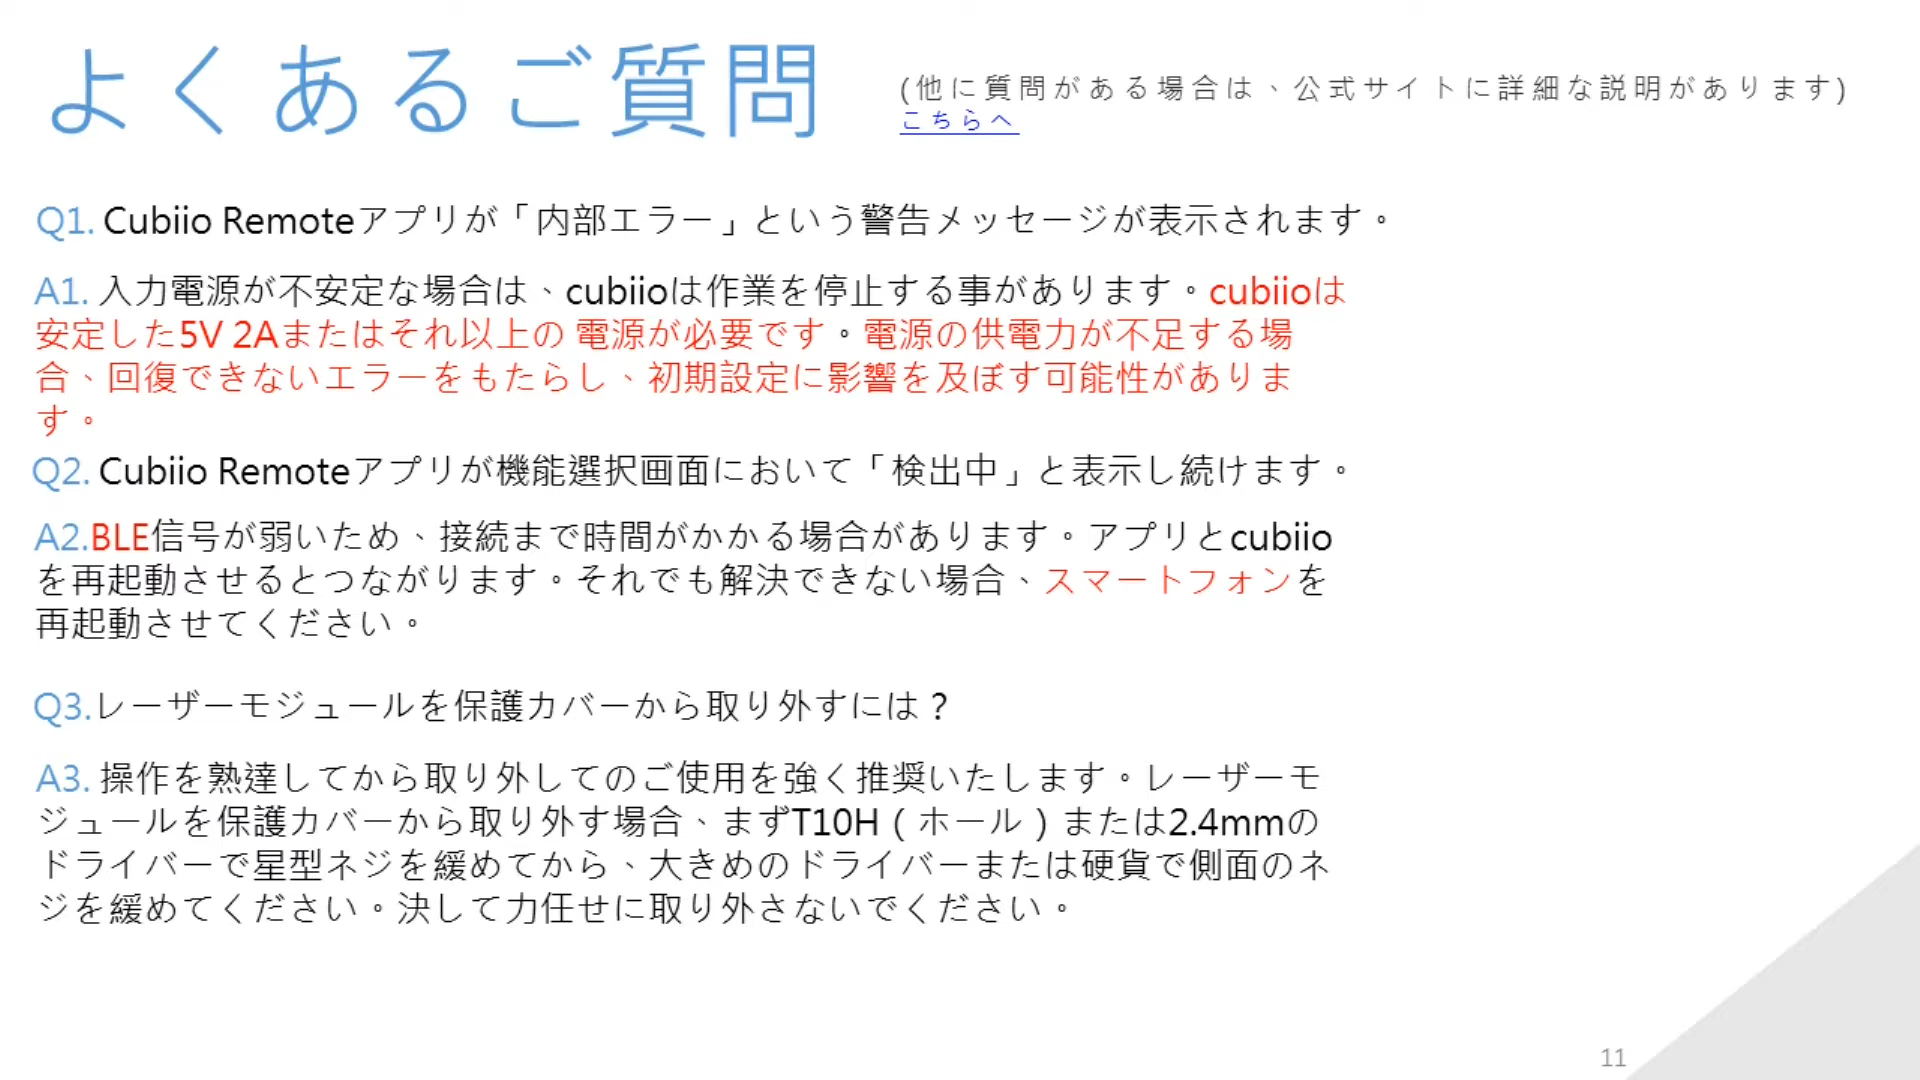 よくあるご質問
(他に質問がある場合は、公式サイトに詳細な説明があります)
こちらへ
Q1. Cubiio Remoteアプリが「内部エラー」という警告メッセージが表示されます。
A1. 入力電源が不安定な場合は、cubiioは作業を停止する事があります。cubiioは
安定した5V 2Aまたはそれ以上の 電源が必要です。電源の供電力が不足する場
合、回復できないエラーをもたらし、初期設定に影響を及ぼす可能性がありま
す。
Q2. Cubiio Remoteアプリが機能選択画面において「検出中」と表示し続けます。
A2.BLE信号が弱いため、接続まで時間がかかる場合があります。アプリとcubiio
を再起動させるとつながります。それでも解決できない場合、スマートフォンを
再起動させてください。
Q3.レーザーモジュールを保護カバーから取り外すには？
A3. 操作を熟達してから取り外してのご使用を強く推奨いたします。レーザーモ
ジュールを保護カバーから取り外す場合、まずT10H（ホール）または2.4mmの
ドライバーで星型ネジを緩めてから、大きめのドライバーまたは硬貨で側面のネ
ジを緩めてください。決して力任せに取り外さないでください。
11